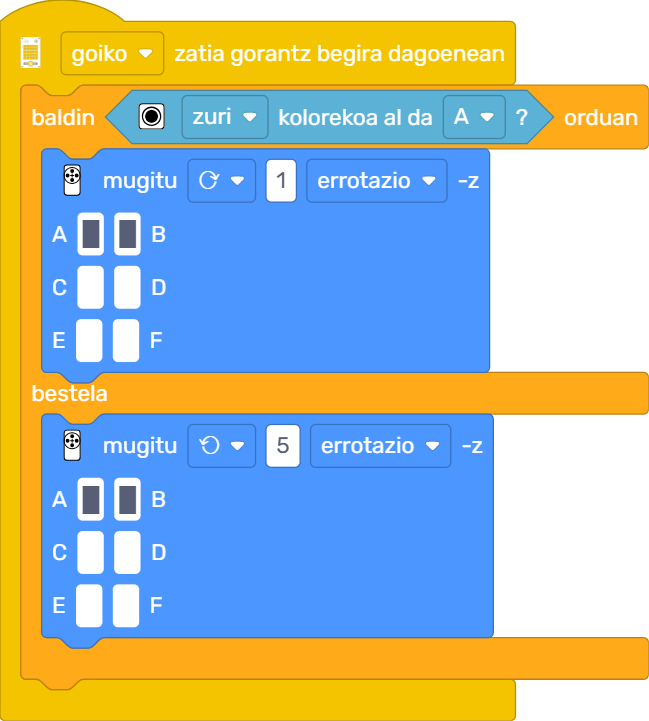 goiko zatia gorantz begira dagoenean
baldin zuri kolorekoa al da A ? orduan
mugitu 1 errotazio -z
A B
C D
E F
bestela
mugitu 5 errotazio -z
A B
C D
E F